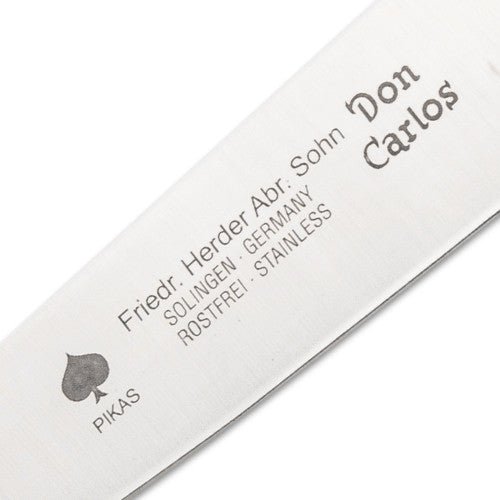 Don
Carlos
Friedr. Herder Abr. Sohn
SOLINGEN · GERMANY
ROSTFREI · STAINLESS
PIKAS